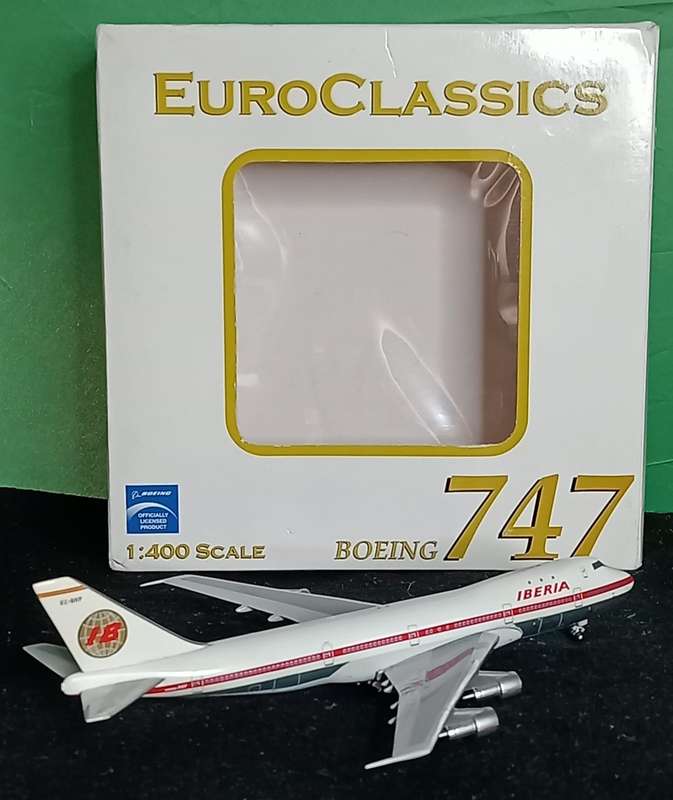 EUROCLASSICS
BOEING
OFFICIALLY
LICENSED
PRODUCT
1:400 SCALE
BOEING 747
IBERIA
IB